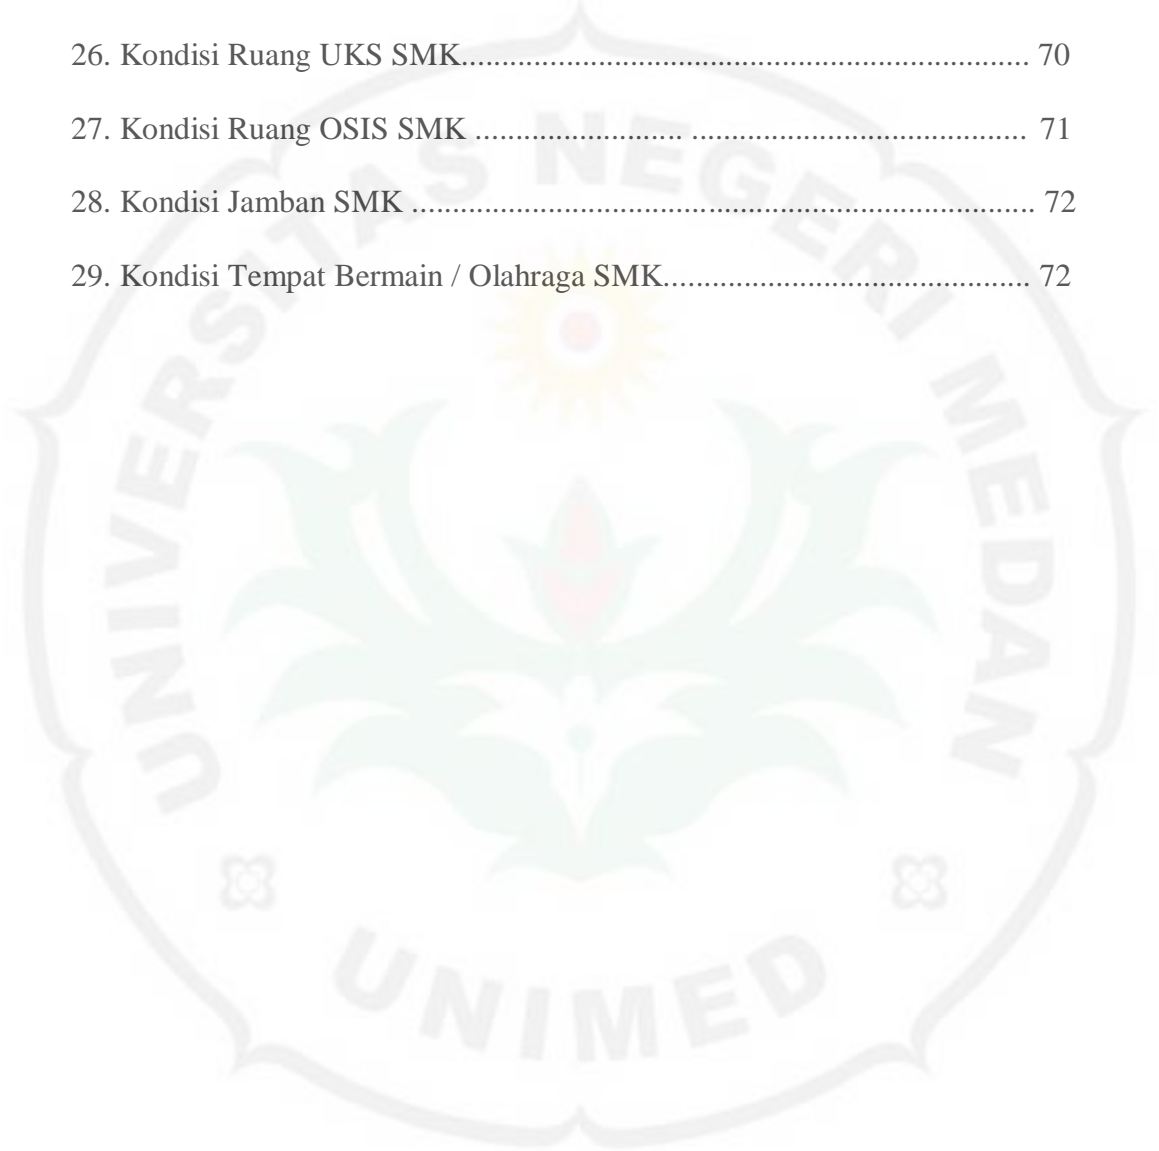 26. Kondisi Ruang UKS SMK..................................................................... 70
27. Kondisi Ruang OSIS SMK ......................... ......................................... 71
28. Kondisi Jamban SMK ............................................................................ 72
29. Kondisi Tempat Bermain / Olahraga SMK............................................. 72
UNIVERSITAS NEGERI MEDAN
UNIMED